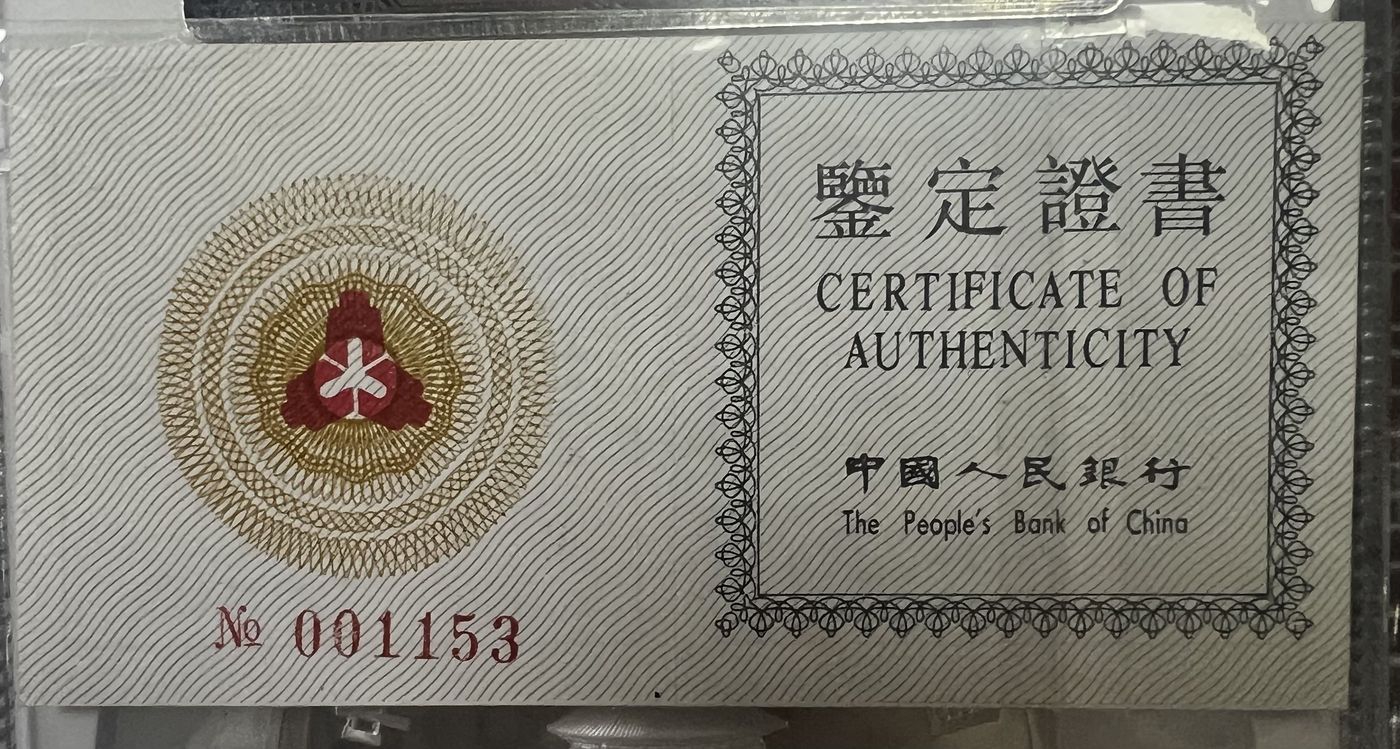 鑒定證書
CERTIFICATE OF
AUTHENTICITY
中國人民銀行
The People's Bank of China
№ 001153